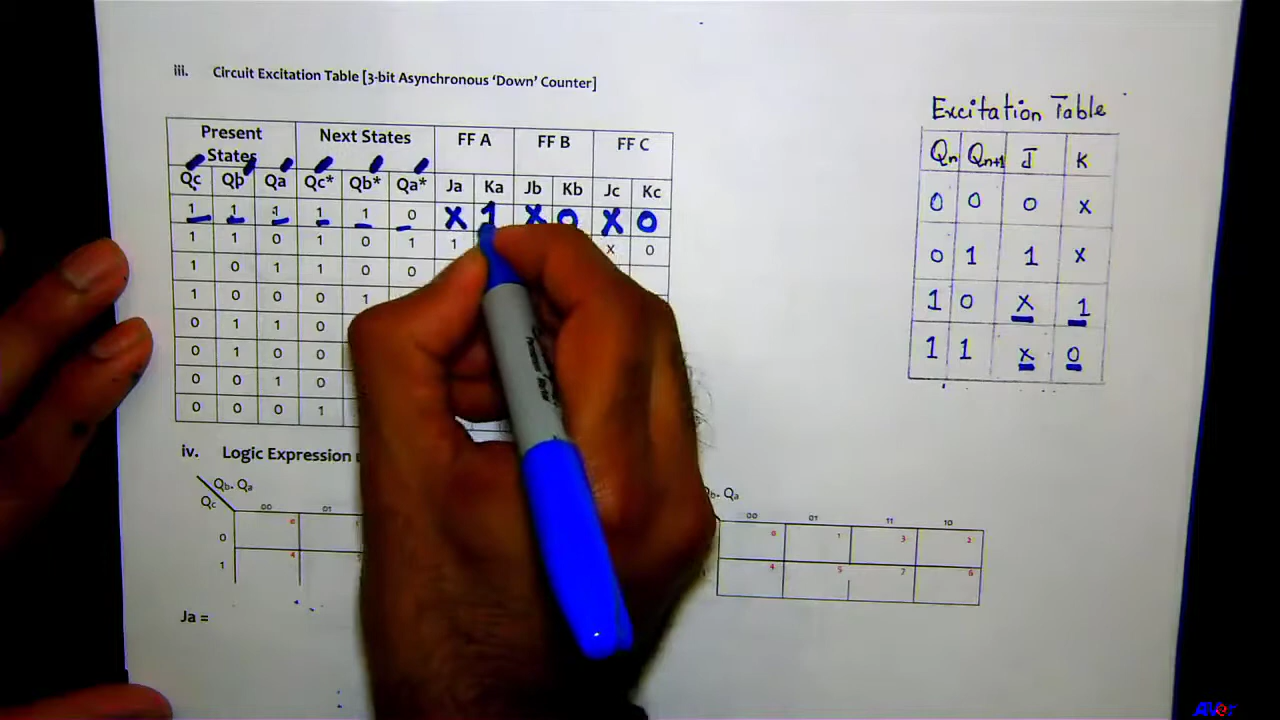 iii. Circuit Excitation Table [3-bit Asynchronous ‘Down’ Counter]
Present States Next States FF A FF B FF C
Qc Qb Qa Qc* Qb* Qa* Ja Ka Jb Kb Jc Kc
1 1 1 1 1 0 X 1 X 0 X 0
1 1 0 1 0 1 1 x 0
1 0 1 1 0 0
1 0 0 0 1
0 1 1 0
0 1 0 0
0 0 1 0
0 0 0 1
Excitation Table
Qn Qn+1 J K
0 0 0 x
0 1 1 x
1 0 x 1
1 1 x 0
iv. Logic Expression
Qb. Qa
Qc
00 01
0 0
1 4
Ja =
Qb. Qa
00 01 11 10
0 1 3 2
4 5 7 6
AVer